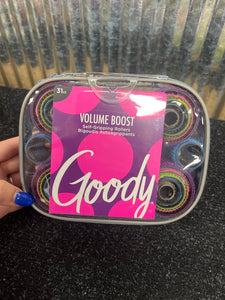 31
VOLUME BOOST
Self-Gripping Rollers
Bigoudis Autoagrippants
Goody